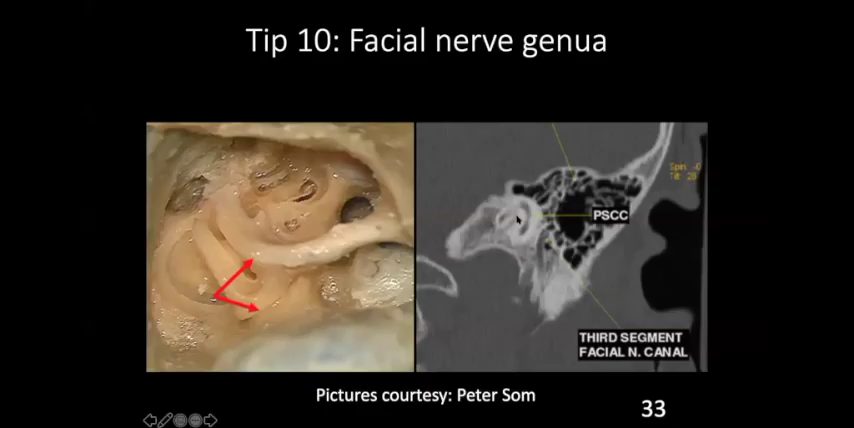 Tip 10: Facial nerve genua
PSCC
THIRD SEGMENT
FACIAL N. CANAL
Pictures courtesy: Peter Som
33